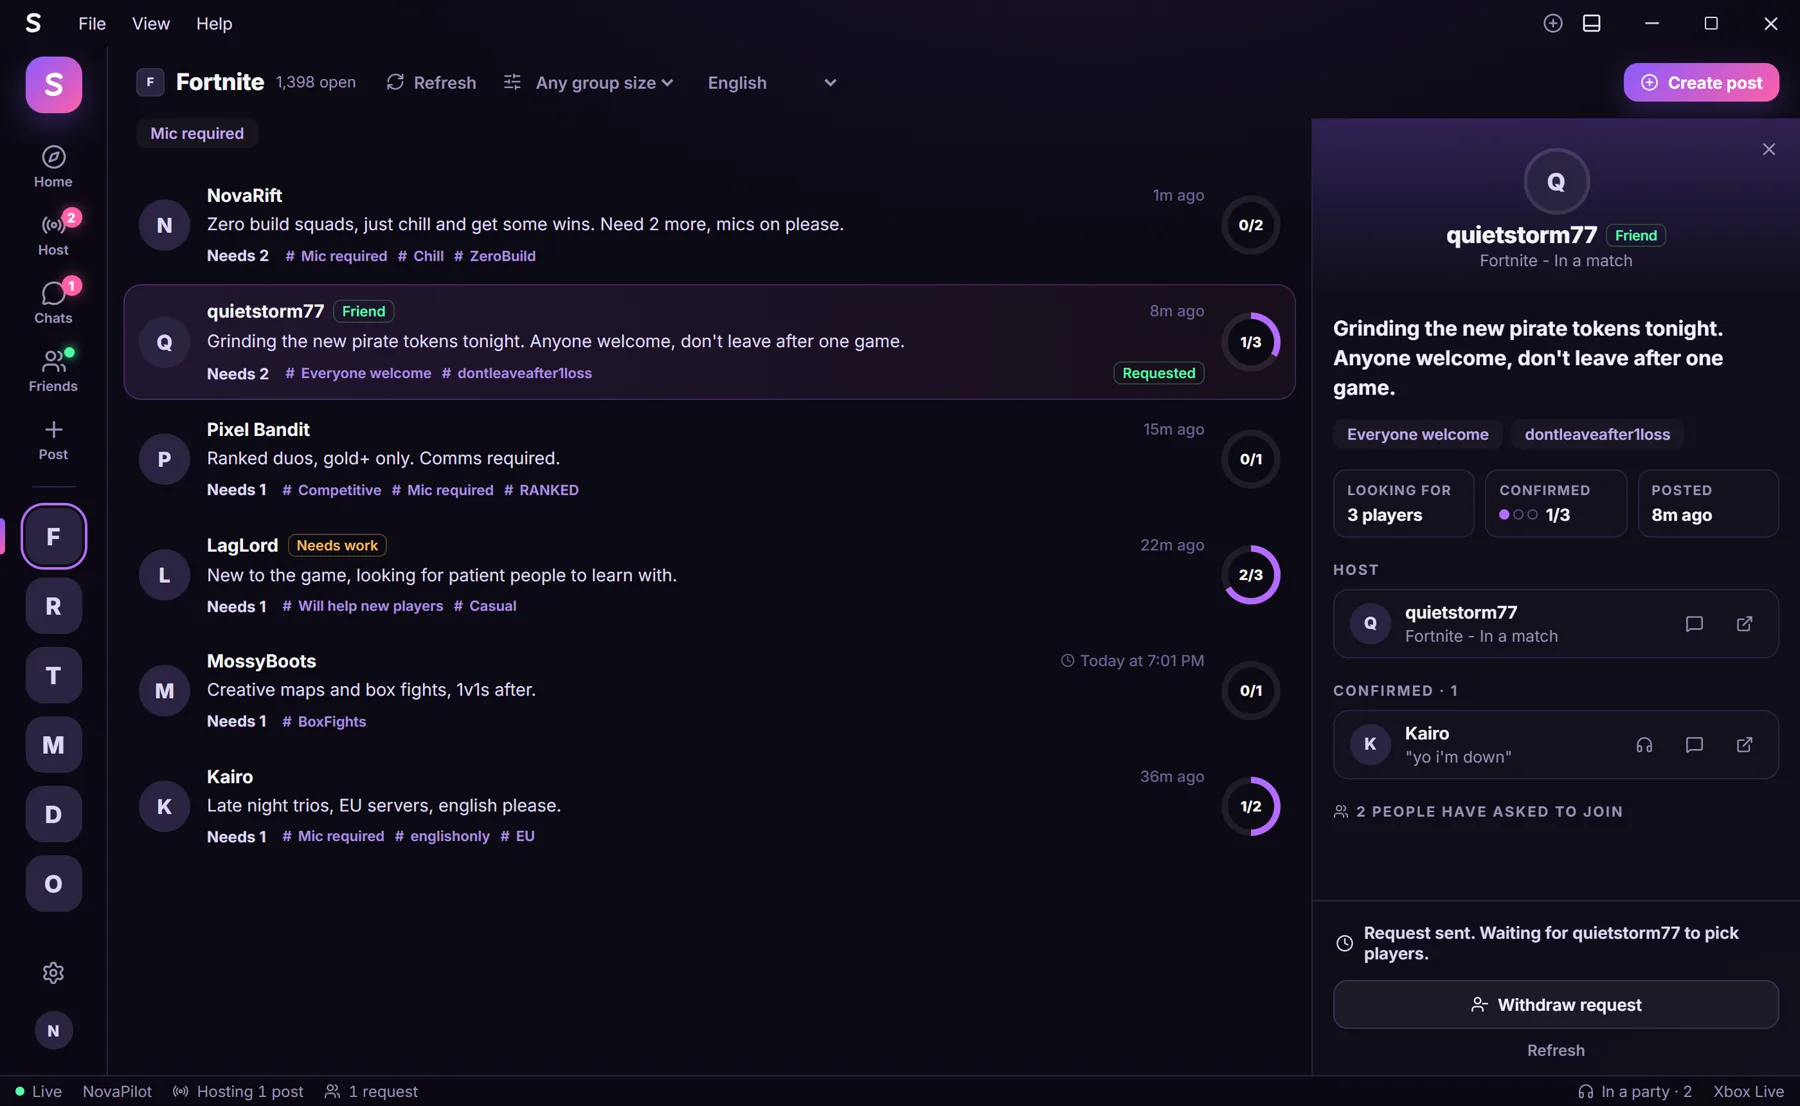 S File View Help
S
Home
2
Host
1
Chats
Friends
Post
F
R
T
M
D
O
N
F Fortnite 1,398 open Refresh Any group size English Create post
Mic required
N
NovaRift 1m ago
Zero build squads, just chill and get some wins. Need 2 more, mics on please.
Needs 2 # Mic required # Chill # ZeroBuild
0/2
Q
quietstorm77 Friend 8m ago
Grinding the new pirate tokens tonight. Anyone welcome, don't leave after one game.
Needs 2 # Everyone welcome # dontleaveafter1loss Requested
1/3
P
Pixel Bandit 15m ago
Ranked duos, gold+ only. Comms required.
Needs 1 # Competitive # Mic required # RANKED
0/1
L
LagLord Needs work 22m ago
New to the game, looking for patient people to learn with.
Needs 1 # Will help new players # Casual
2/3
M
MossyBoots Today at 7:01 PM
Creative maps and box fights, 1v1s after.
Needs 1 # BoxFights
0/1
K
Kairo 36m ago
Late night trios, EU servers, english please.
Needs 1 # Mic required # englishonly # EU
1/2
Q
quietstorm77 Friend
Fortnite - In a match
Grinding the new pirate tokens tonight.
Anyone welcome, don't leave after one
game.
Everyone welcome dontleaveafter1loss
LOOKING FOR
3 players
CONFIRMED
1/3
POSTED
8m ago
HOST
Q
quietstorm77
Fortnite - In a match
CONFIRMED · 1
K
Kairo
"yo i'm down"
2 PEOPLE HAVE ASKED TO JOIN
Request sent. Waiting for quietstorm77 to pick
players.
Withdraw request
Refresh
Live NovaPilot Hosting 1 post 1 request In a party · 2 Xbox Live